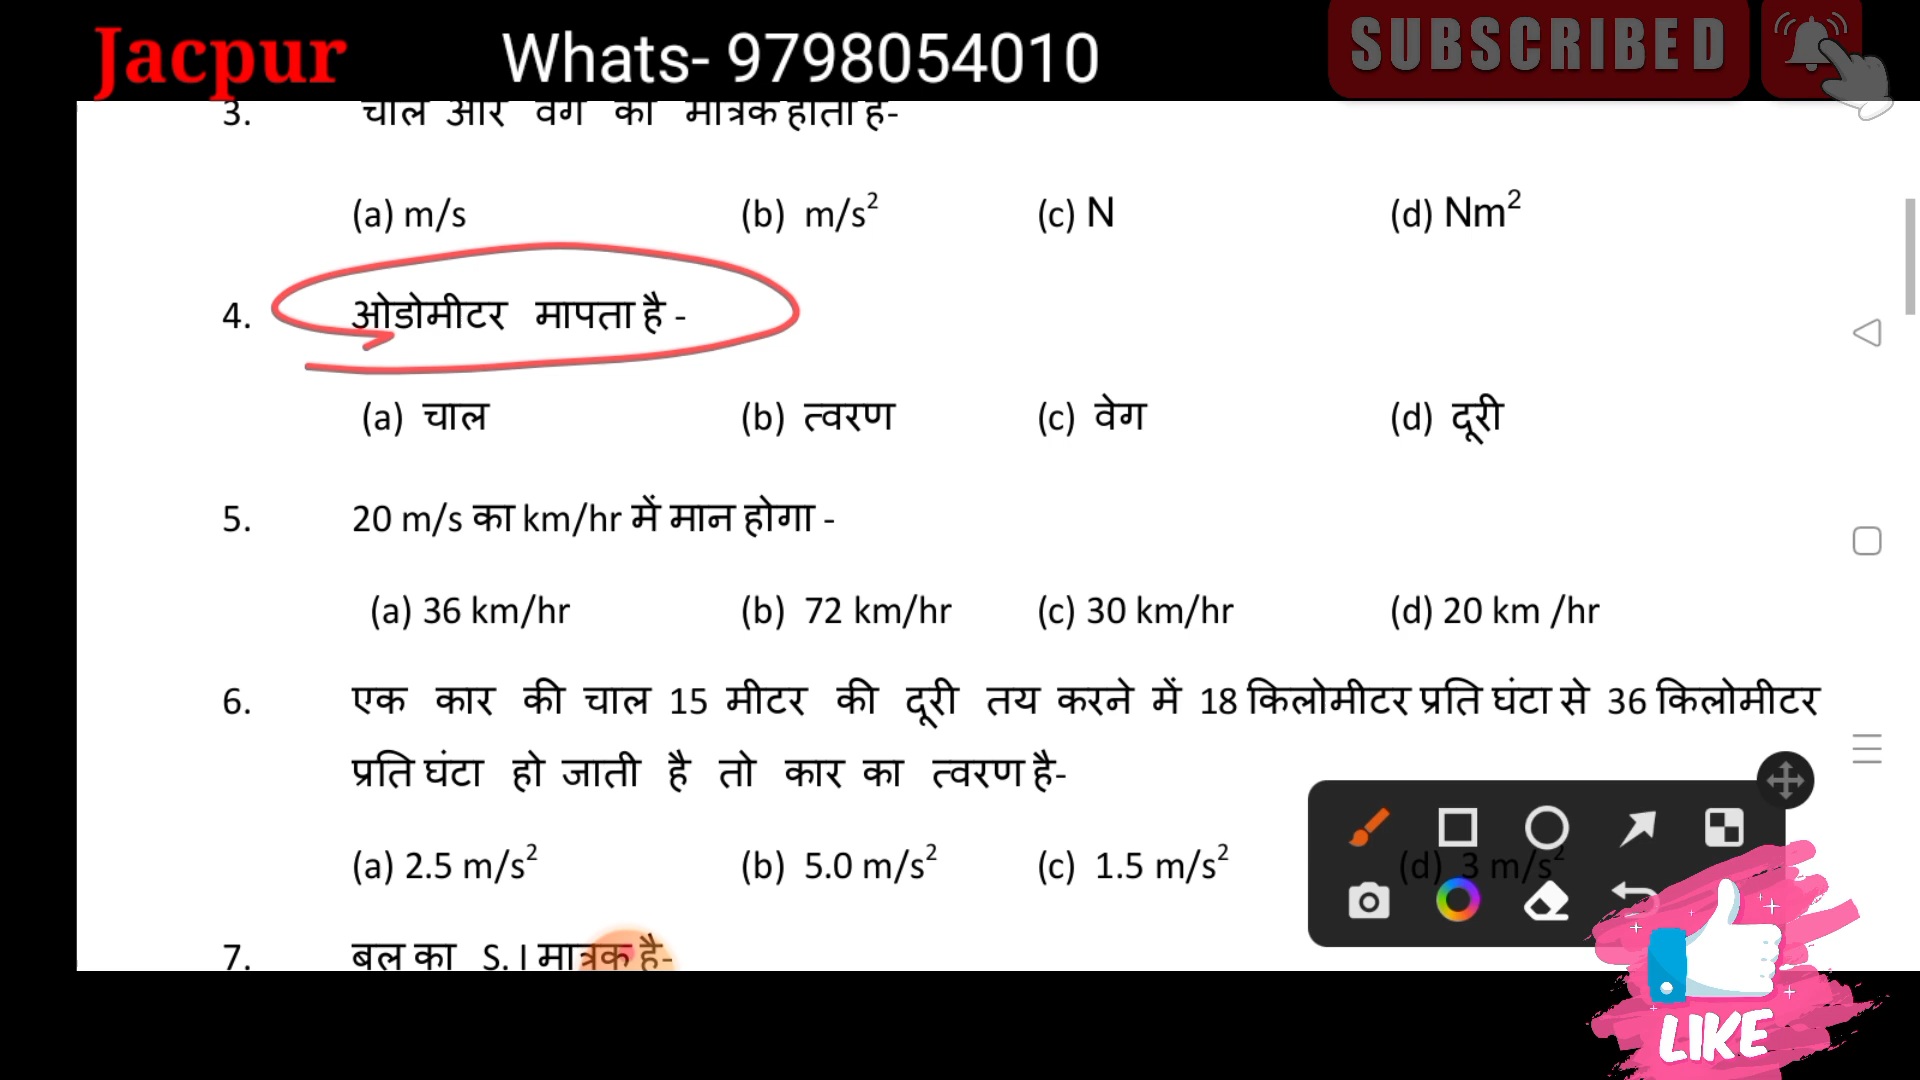 Jacpur Whats- 9798054010 SUBSCRIBED
3. चाल और वेग का मात्रक होता है-
(a) m/s (b) m/s² (c) N (d) Nm²
4. ओडोमीटर मापता है -
(a) चाल (b) त्वरण (c) वेग (d) दूरी
5. 20 m/s का km/hr में मान होगा -
(a) 36 km/hr (b) 72 km/hr (c) 30 km/hr (d) 20 km /hr
6. एक कार की चाल 15 मीटर की दूरी तय करने में 18 किलोमीटर प्रति घंटा से 36 किलोमीटर
प्रति घंटा हो जाती है तो कार का त्वरण है-
(a) 2.5 m/s² (b) 5.0 m/s² (c) 1.5 m/s² (d) 3 m/s²
7. बल का S. I मात्रक है-
LIKE